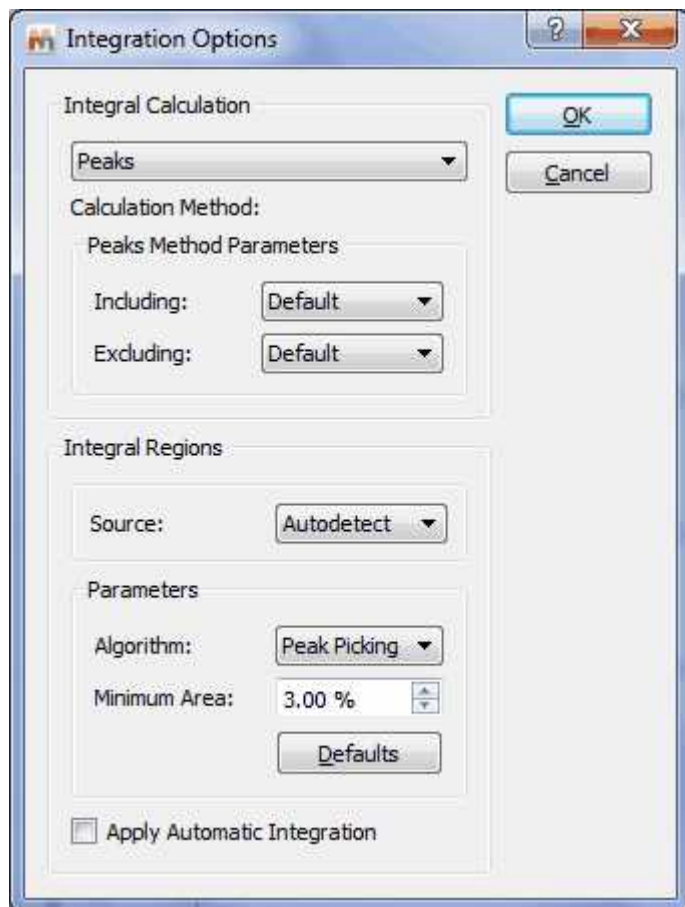 Integration Options
Integral Calculation
OK
Peaks
Cancel
Calculation Method:
Peaks Method Parameters
Including: Default
Excluding: Default
Integral Regions
Source: Autodetect
Parameters
Algorithm: Peak Picking
Minimum Area: 3.00 %
Defaults
Apply Automatic Integration